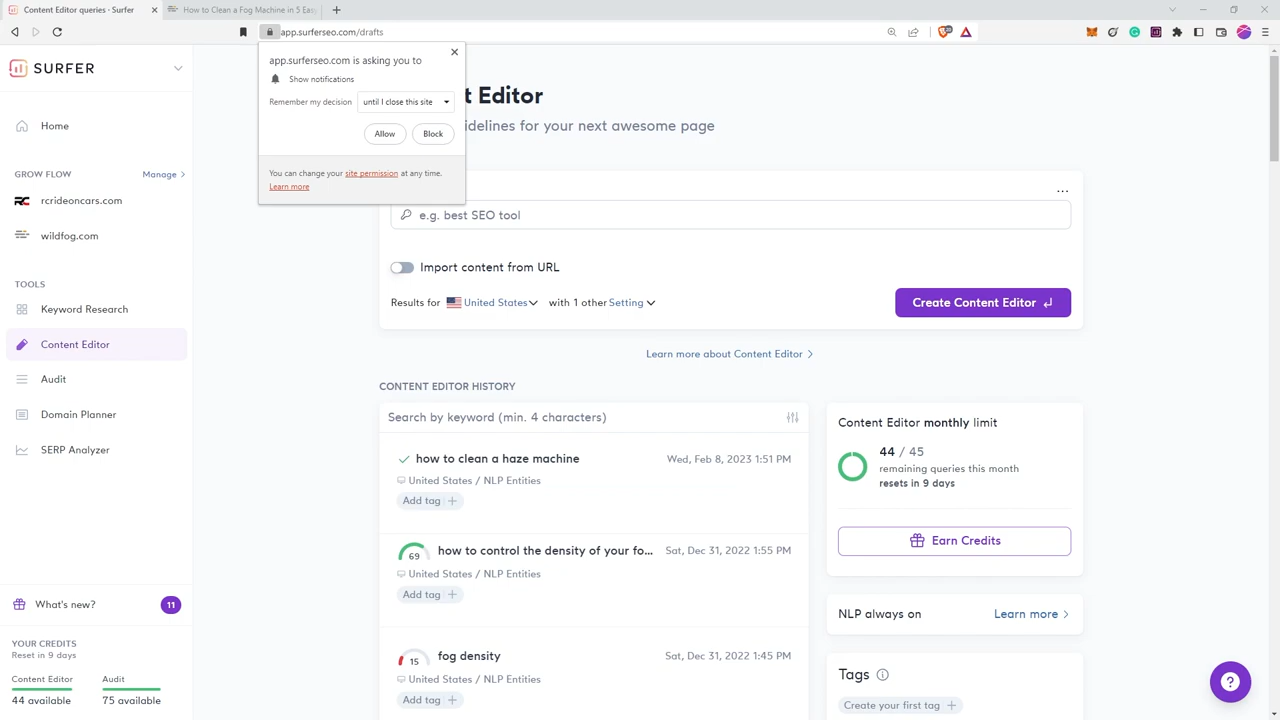 Content Editor queries - Surfer
How to Clean a Fog Machine in 5 Easy
app.surferseo.com/drafts
app.surferseo.com is asking you to
Show notifications
Remember my decision
until I close this site
Allow
Block
You can change your site permission at any time.
Learn more
SURFER
Home
GROW FLOW
Manage
rcrideoncars.com
wildfog.com
TOOLS
Keyword Research
Content Editor
Audit
Domain Planner
SERP Analyzer
What's new?
11
YOUR CREDITS
Reset in 9 days
Content Editor
Audit
44 available
75 available
t Editor
idelines for your next awesome page
...
e.g. best SEO tool
Import content from URL
Results for United States with 1 other Setting
Create Content Editor
Learn more about Content Editor
CONTENT EDITOR HISTORY
Search by keyword (min. 4 characters)
how to clean a haze machine
Wed, Feb 8, 2023 1:51 PM
United States / NLP Entities
Add tag
69
how to control the density of your fo...
Sat, Dec 31, 2022 1:55 PM
United States / NLP Entities
Add tag
15
fog density
Sat, Dec 31, 2022 1:45 PM
United States / NLP Entities
Add tag
Content Editor monthly limit
44 / 45
remaining queries this month
resets in 9 days
Earn Credits
NLP always on
Learn more
Tags
Create your first tag